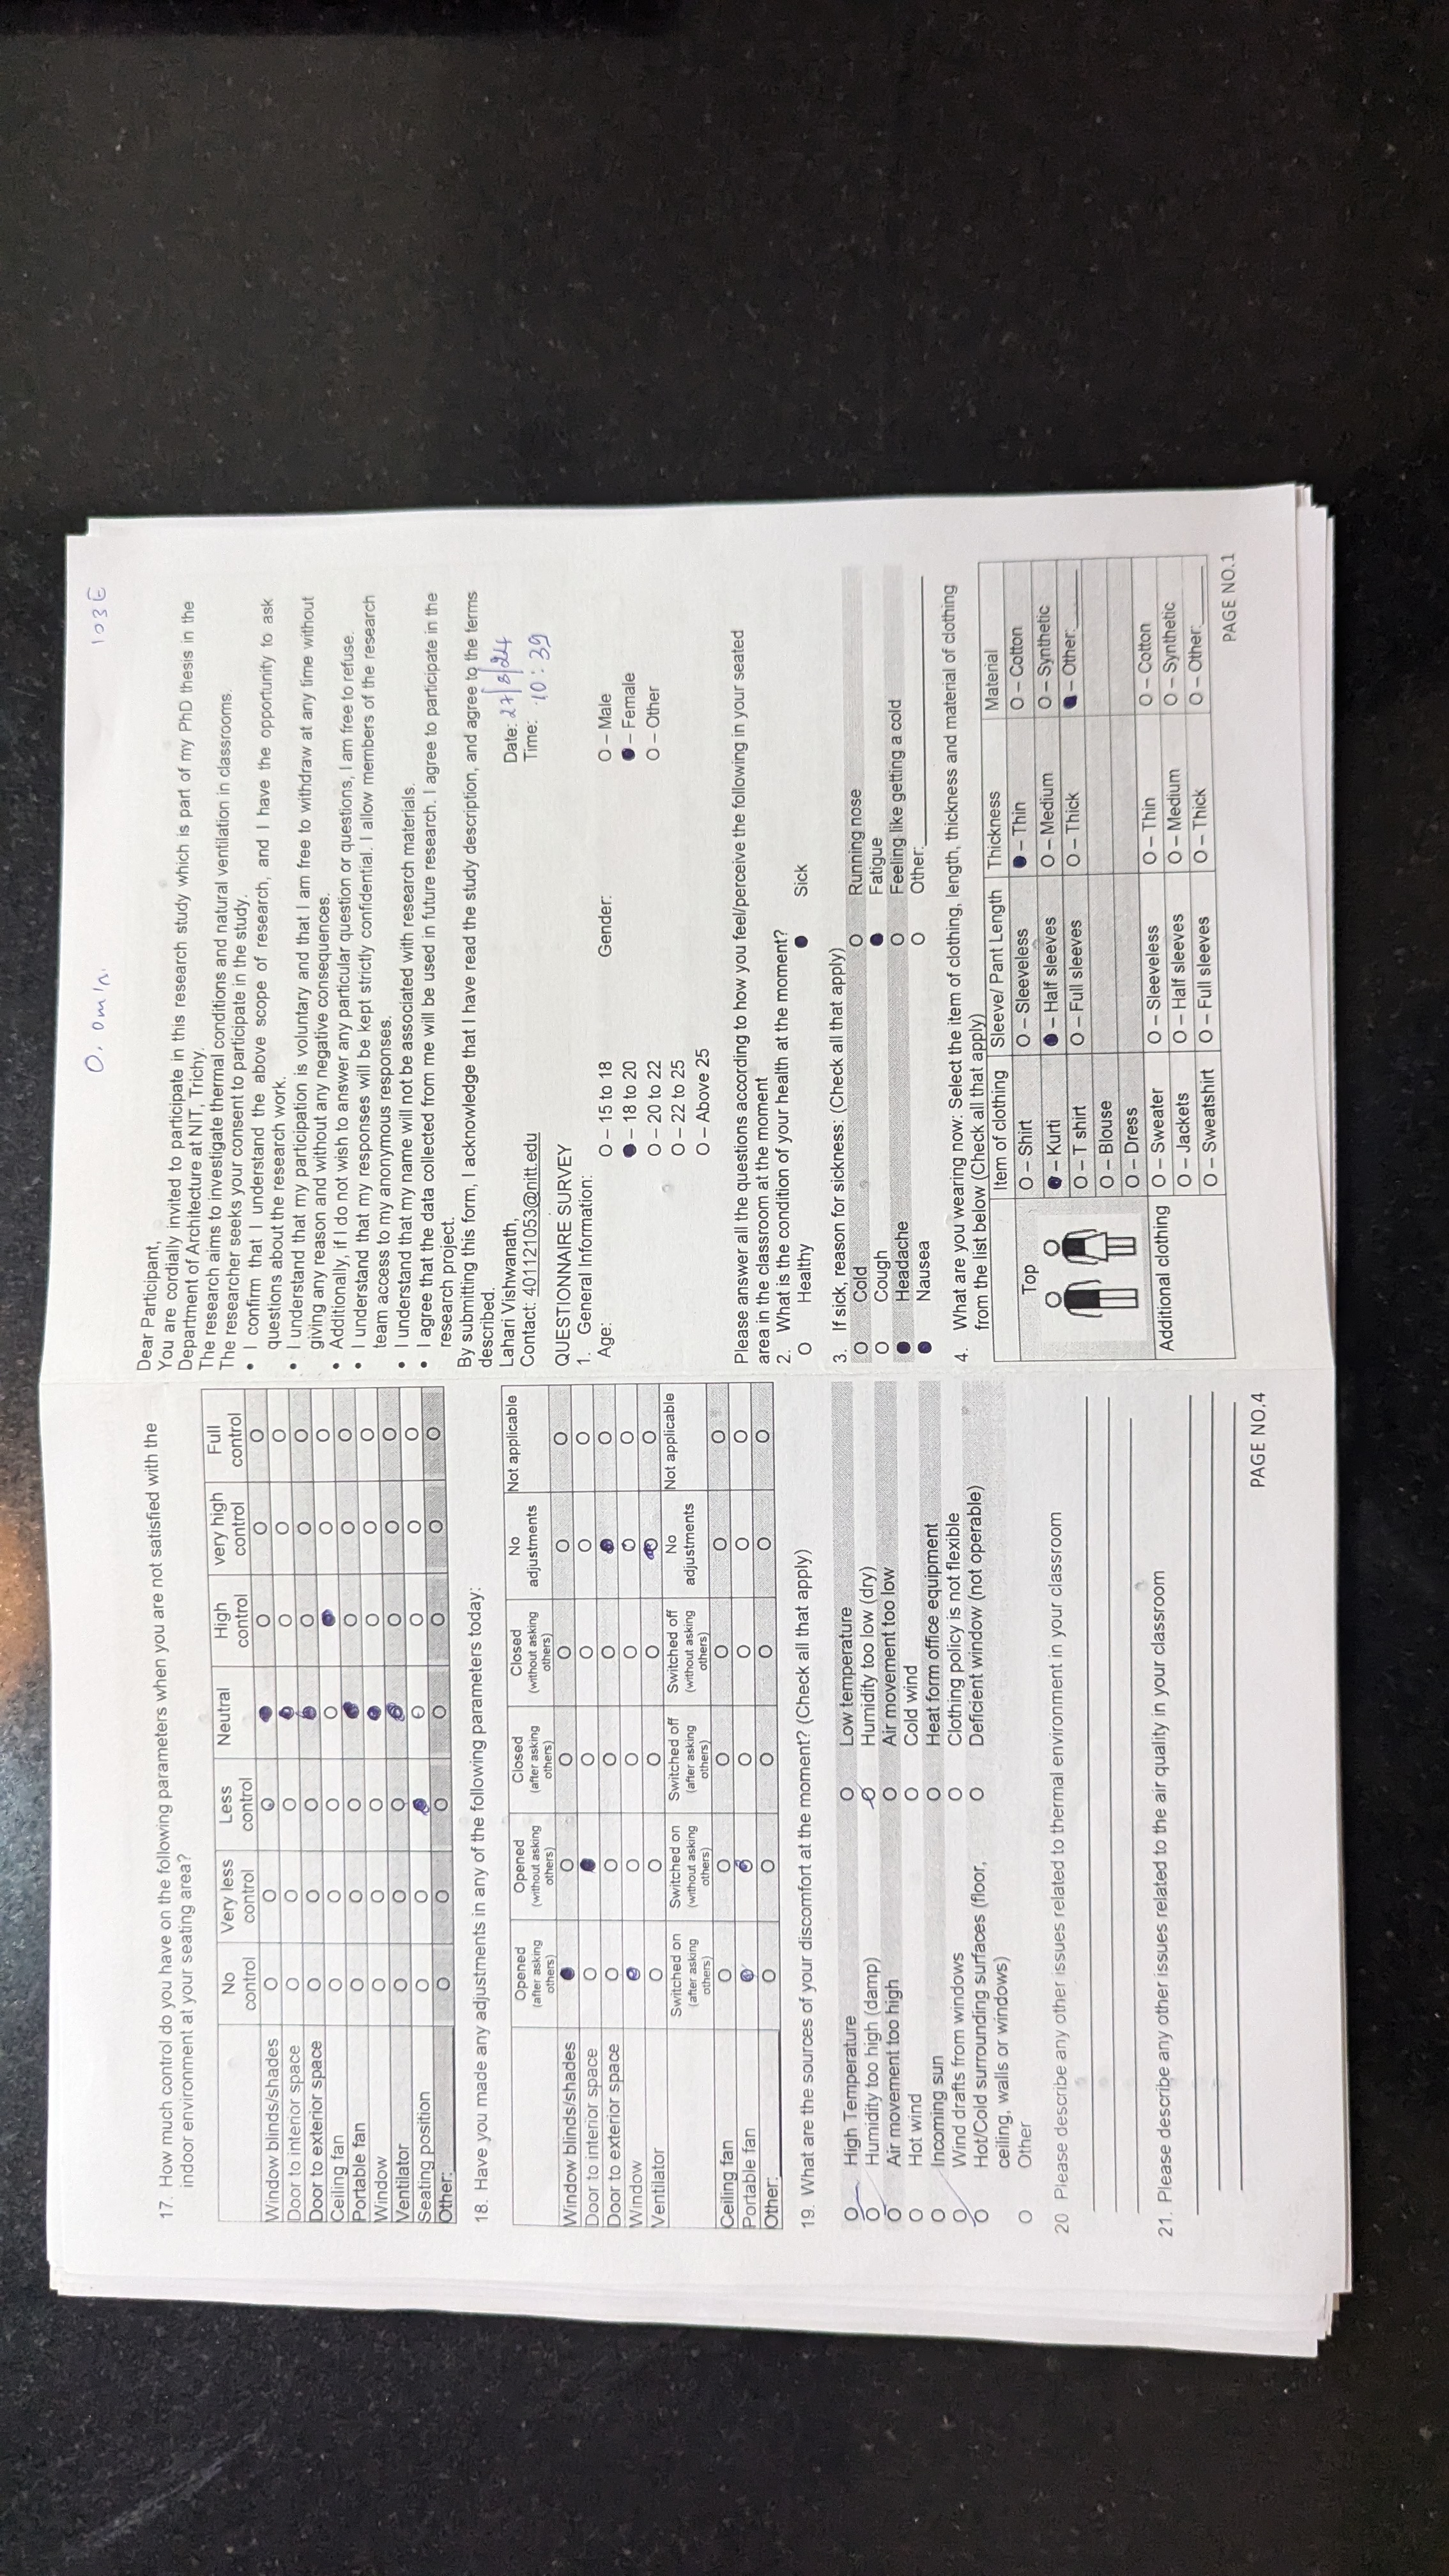 17. How much control do you have on the following parameters when you are not satisfied with the
indoor environment at your seating area?
No control Very less control Less control Neutral High control very high control Full control
Window blinds/shades O O O ● O O O
Door to interior space O O O ● O O O
Door to exterior space O O O ● O O O
Ceiling fan O O O O ● O O
Portable fan O O O ● O O O
Window O O O ● O O O
Ventilator O O O ● O O O
Seating position O O ● O O O O
Other: O O O O O O O
18. Have you made any adjustments in any of the following parameters today:
Opened (after asking others) Opened (without asking others) Closed (after asking others) Closed (without asking others) No adjustments Not applicable
Window blinds/shades ● O O O O O
Door to interior space O ● O O O O
Door to exterior space O O O O ● O
Window ● O O O O O
Ventilator O O O O ● O
Switched on (after asking others) Switched on (without asking others) Switched off (after asking others) Switched off (without asking others) No adjustments Not applicable
Ceiling fan O O O O O O
Portable fan ● O O O O O
Other: O O O O O O
19. What are the sources of your discomfort at the moment? (Check all that apply)
O High Temperature O Low temperature
O Humidity too high (damp) O Humidity too low (dry)
O Air movement too high O Air movement too low
O Hot wind O Cold wind
O Incoming sun O Heat form office equipment
O Wind drafts from windows O Clothing policy is not flexible
O Hot/Cold surrounding surfaces (floor, O Deficient window (not operable)
ceiling, walls or windows)
O Other
20 Please describe any other issues related to thermal environment in your classroom
21. Please describe any other issues related to the air quality in your classroom
PAGE NO.4
103E
Dear Participant,
You are cordially invited to participate in this research study which is part of my PhD thesis in the
Department of Architecture at NIT, Trichy.
The research aims to investigate thermal conditions and natural ventilation in classrooms.
The researcher seeks your consent to participate in the study.
• I confirm that I understand the above scope of research, and I have the opportunity to ask
questions about the research work.
• I understand that my participation is voluntary and that I am free to withdraw at any time without
giving any reason and without any negative consequences.
• Additionally, if I do not wish to answer any particular question or questions, I am free to refuse.
• I understand that my responses will be kept strictly confidential. I allow members of the research
team access to my anonymous responses.
• I understand that my name will not be associated with research materials.
• I agree that the data collected from me will be used in future research. I agree to participate in the
research project.
By submitting this form, I acknowledge that I have read the study description, and agree to the terms
described.
Lahari Vishwanath, Date: 27/8/24
Contact: 401121053@nitt.edu Time: 10:39
QUESTIONNAIRE SURVEY
1. General Information:
Age: O – 15 to 18 Gender: O – Male
● – 18 to 20 ● – Female
O – 20 to 22 O – Other
O – 22 to 25
O – Above 25
Please answer all the questions according to how you feel/perceive the following in your seated
area in the classroom at the moment
2. What is the condition of your health at the moment?
O Healthy ● Sick
3. If sick, reason for sickness: (Check all that apply)
O Cold O Running nose
O Cough ● Fatigue
● Headache O Feeling like getting a cold
● Nausea O Other:
4. What are you wearing now: Select the item of clothing, length, thickness and material of clothing
from the list below (Check all that apply)
Item of clothing Sleeve/ Pant Length Thickness Material
Top O – Shirt O – Sleeveless ● – Thin O – Cotton
● – Kurti ● – Half sleeves O – Medium O – Synthetic
O – T shirt O – Full sleeves O – Thick ● – Other:
O – Blouse
O – Dress
Additional clothing O – Sweater O – Sleeveless O – Thin O – Cotton
O – Jackets O – Half sleeves O – Medium O – Synthetic
O – Sweatshirt O – Full sleeves O – Thick O – Other:
PAGE NO.1